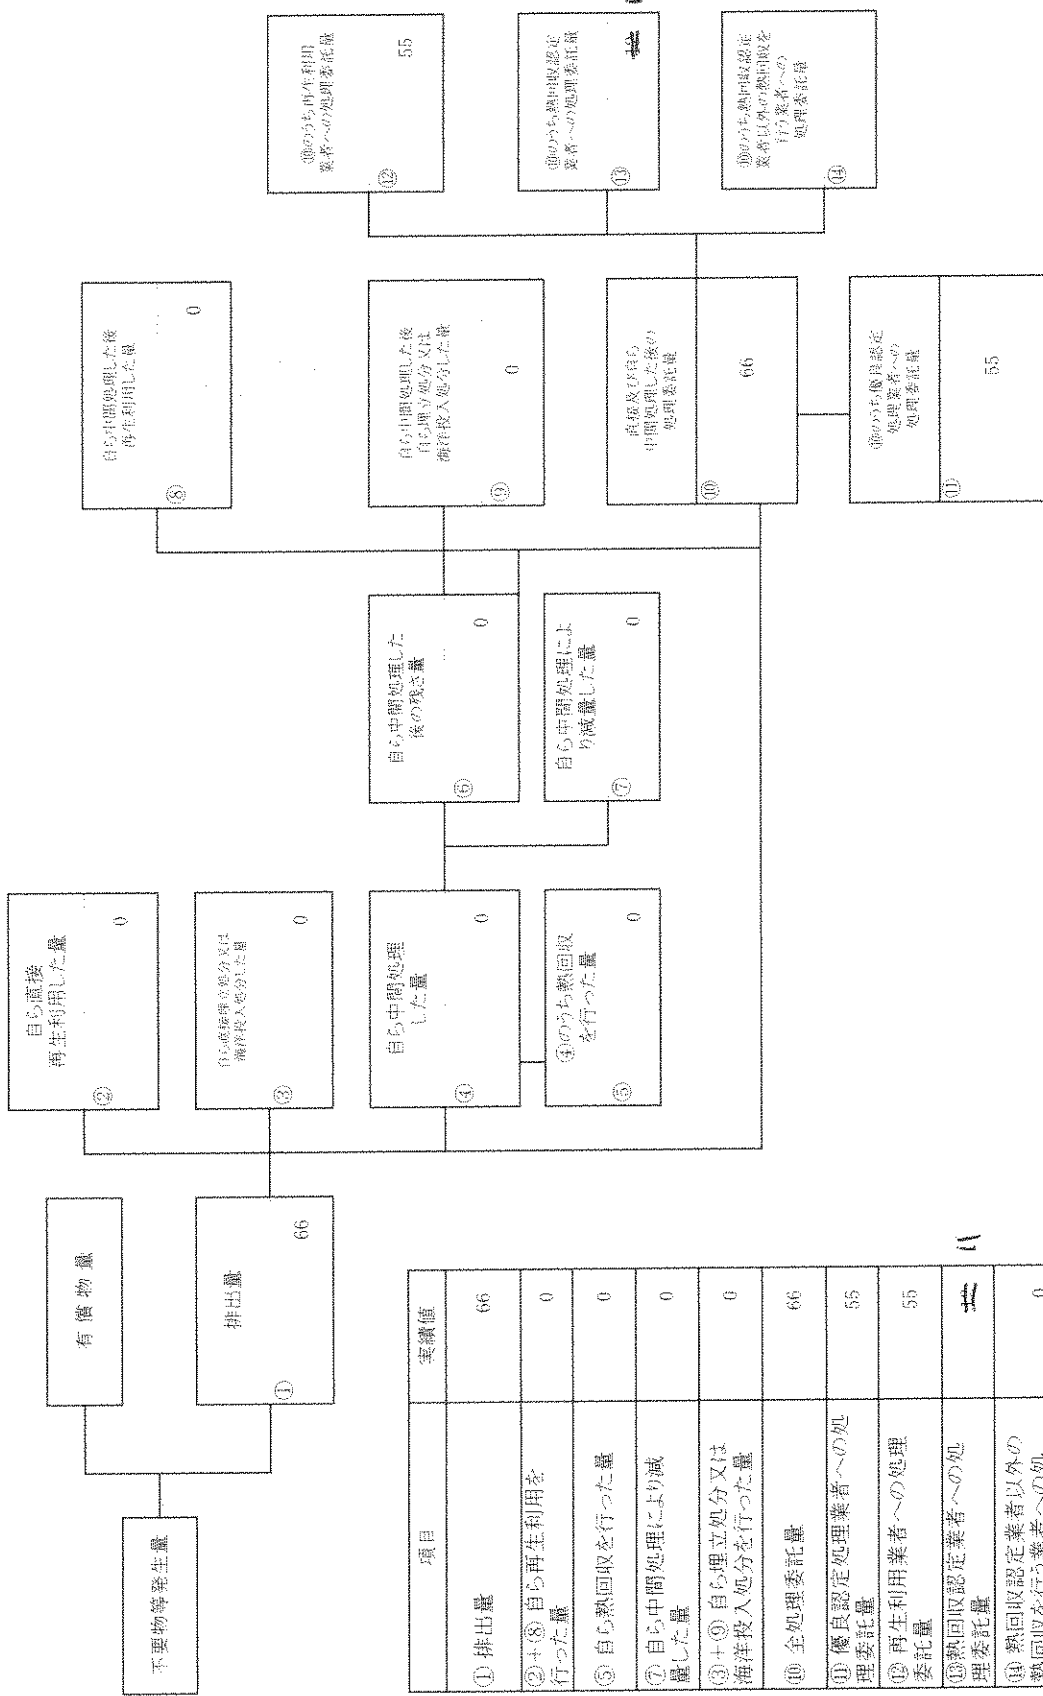 不要物等発生量
有償物量
排出量
①
66
自ら直接
再生利用した量
②
0
自ら直接埋立処分又は
海洋投入処分した量
③
0
自ら中間処理
した量
④
0
④のうち熱回収
を行った量
⑤
0
自ら中間処理した
後の残さ量
⑥
0
自ら中間処理によ
り減量した量
⑦
0
自ら中間処理した後
再生利用した量
⑧
0
自ら中間処理した後
自ら埋立処分又は
海洋投入処分した量
⑨
0
直接及び自ら
中間処理した後の
処理委託量
⑩
66
⑩のうち優良認定
処理業者への
処理委託量
⑪
55
⑩のうち再生利用
業者への処理委託量
⑫
55
⑩のうち熱回収認定
業者への処理委託量
⑬
⑩のうち熱回収認定
業者以外の熱回収を
行う業者への
処理委託量
⑭
項目 実績値
① 排出量 66
②+⑧ 自ら再生利用を
行った量 0
⑤ 自ら熱回収を行った量 0
⑦ 自ら中間処理により減
量した量 0
③+⑨ 自ら埋立処分又は
海洋投入処分を行った量 0
⑩ 全処理委託量 66
⑪ 優良認定処理業者への処
理委託量 55
⑫ 再生利用業者への処理
委託量 55
⑬熱回収認定業者への処
理委託量 11
⑭ 熱回収認定業者以外の
熱回収を行う業者への処 0